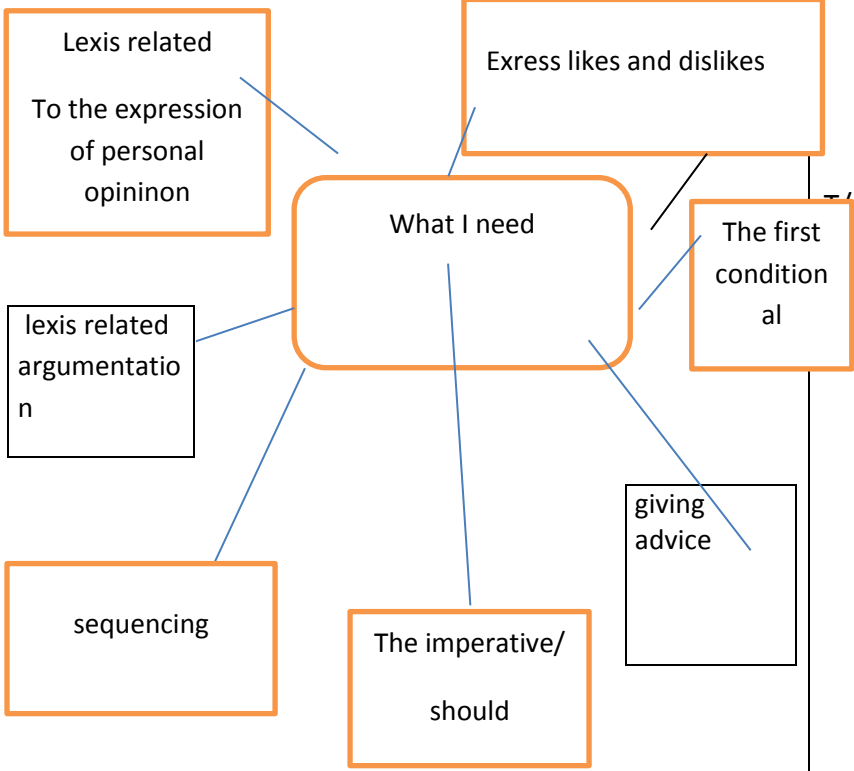 Lexis related
To the expression
of personal
opininon
Exress likes and dislikes
What I need
T/
The first
condition
al
lexis related
argumentatio
n
giving
advice
sequencing
The imperative/
should